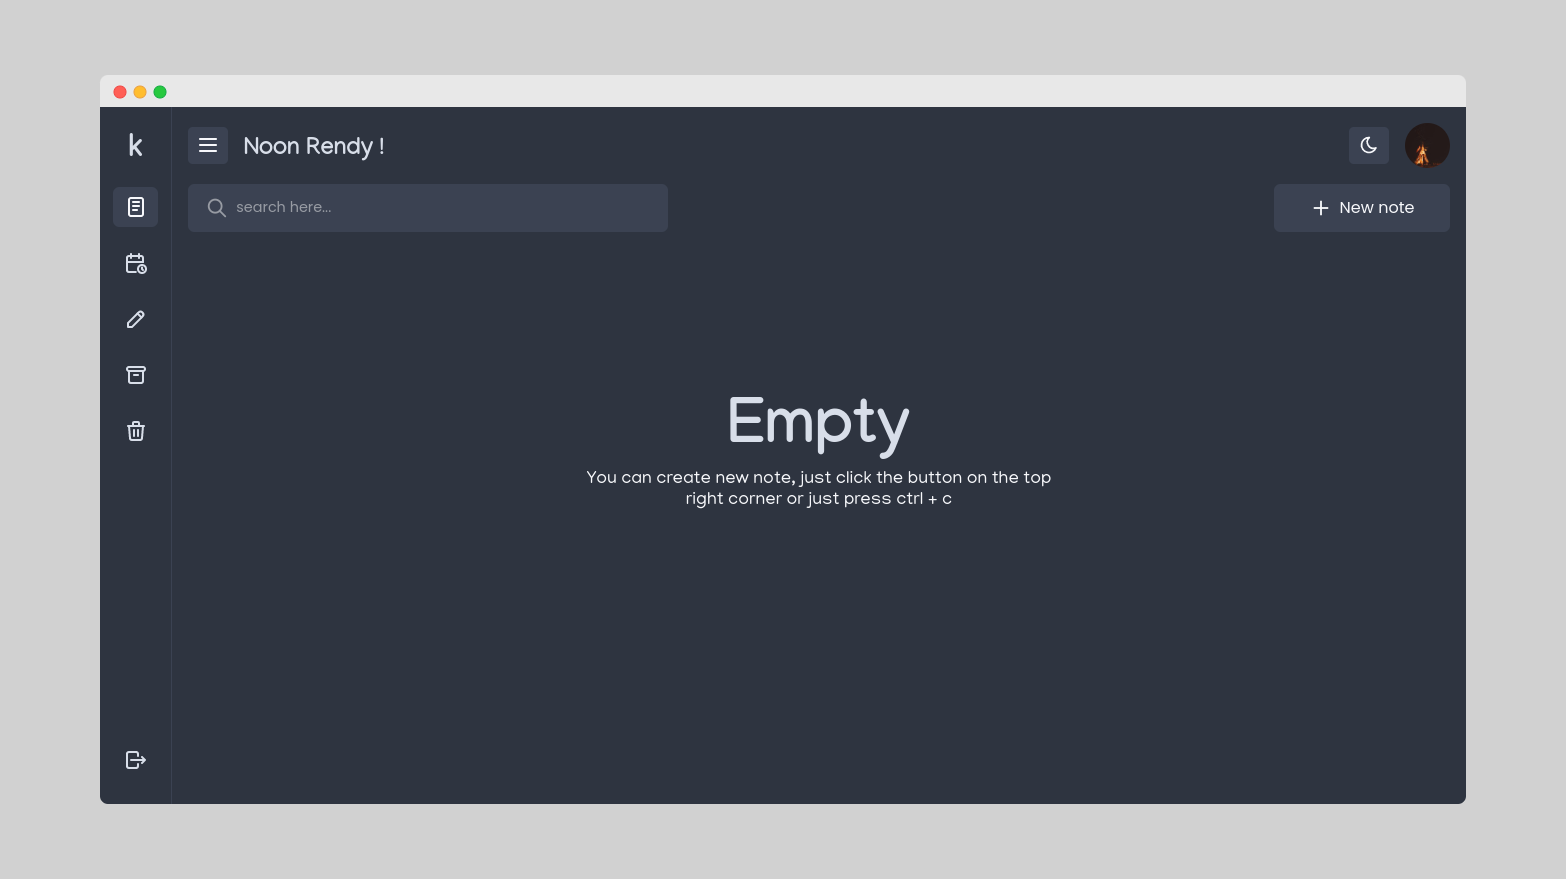 k
Noon Rendy !
search here...
New note
Empty
You can create new note, just click the button on the top
right corner or just press ctrl + c